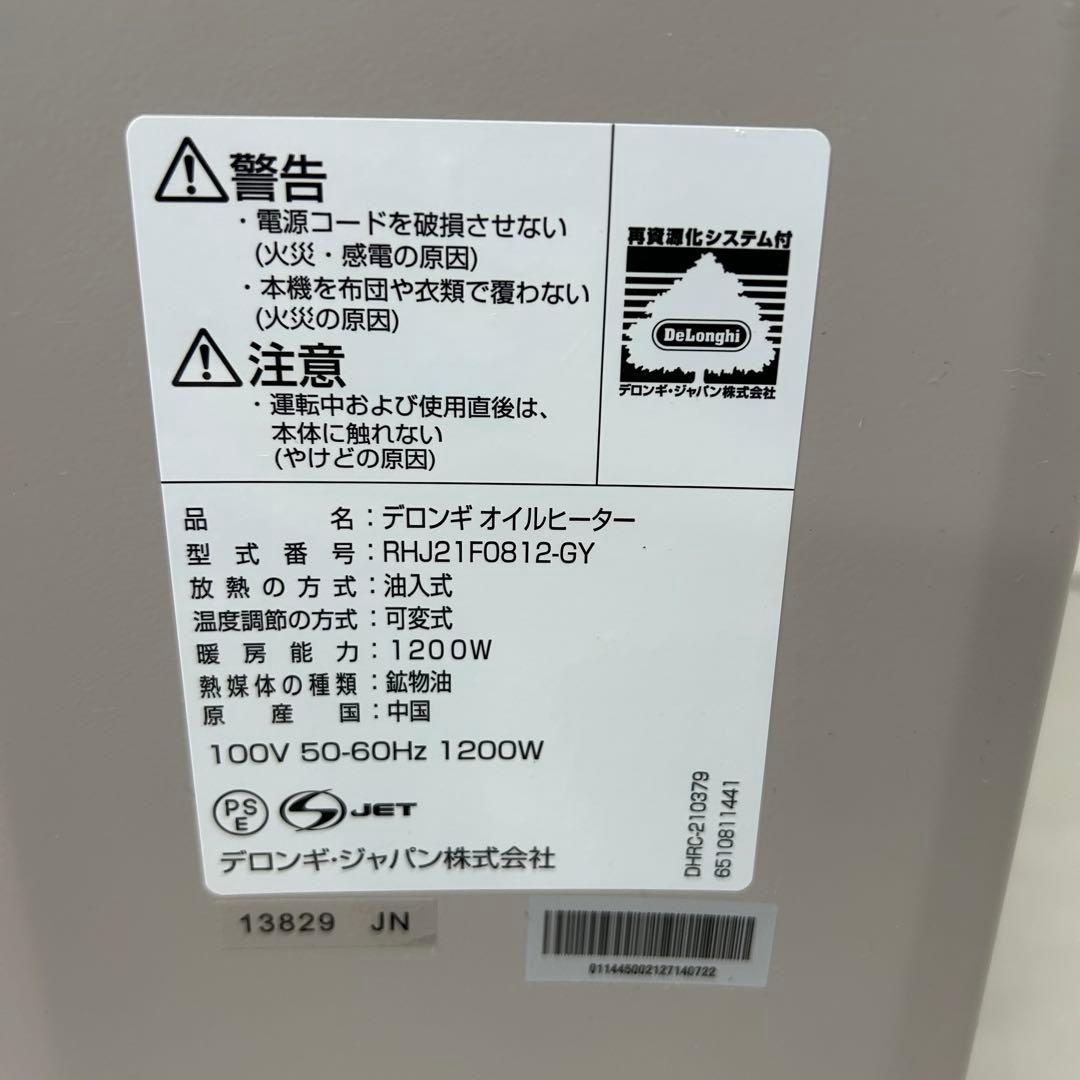 警告
・電源コードを破損させない
(火災・感電の原因)
・本機を布団や衣類で覆わない
(火災の原因)
注意
・運転中および使用直後は、
本体に触れない
(やけどの原因)
再資源化システム付
DeLonghi
デロンギ・ジャパン株式会社
品名：デロンギ オイルヒーター
型式番号：RHJ21F0812-GY
放熱の方式：油入式
温度調節の方式：可変式
暖房能力：1200W
熱媒体の種類：鉱物油
原産国：中国
100V 50-60Hz 1200W
PSE
JET
デロンギ・ジャパン株式会社
DHRC-210379
6510811441
13829 JN
011445002127140722